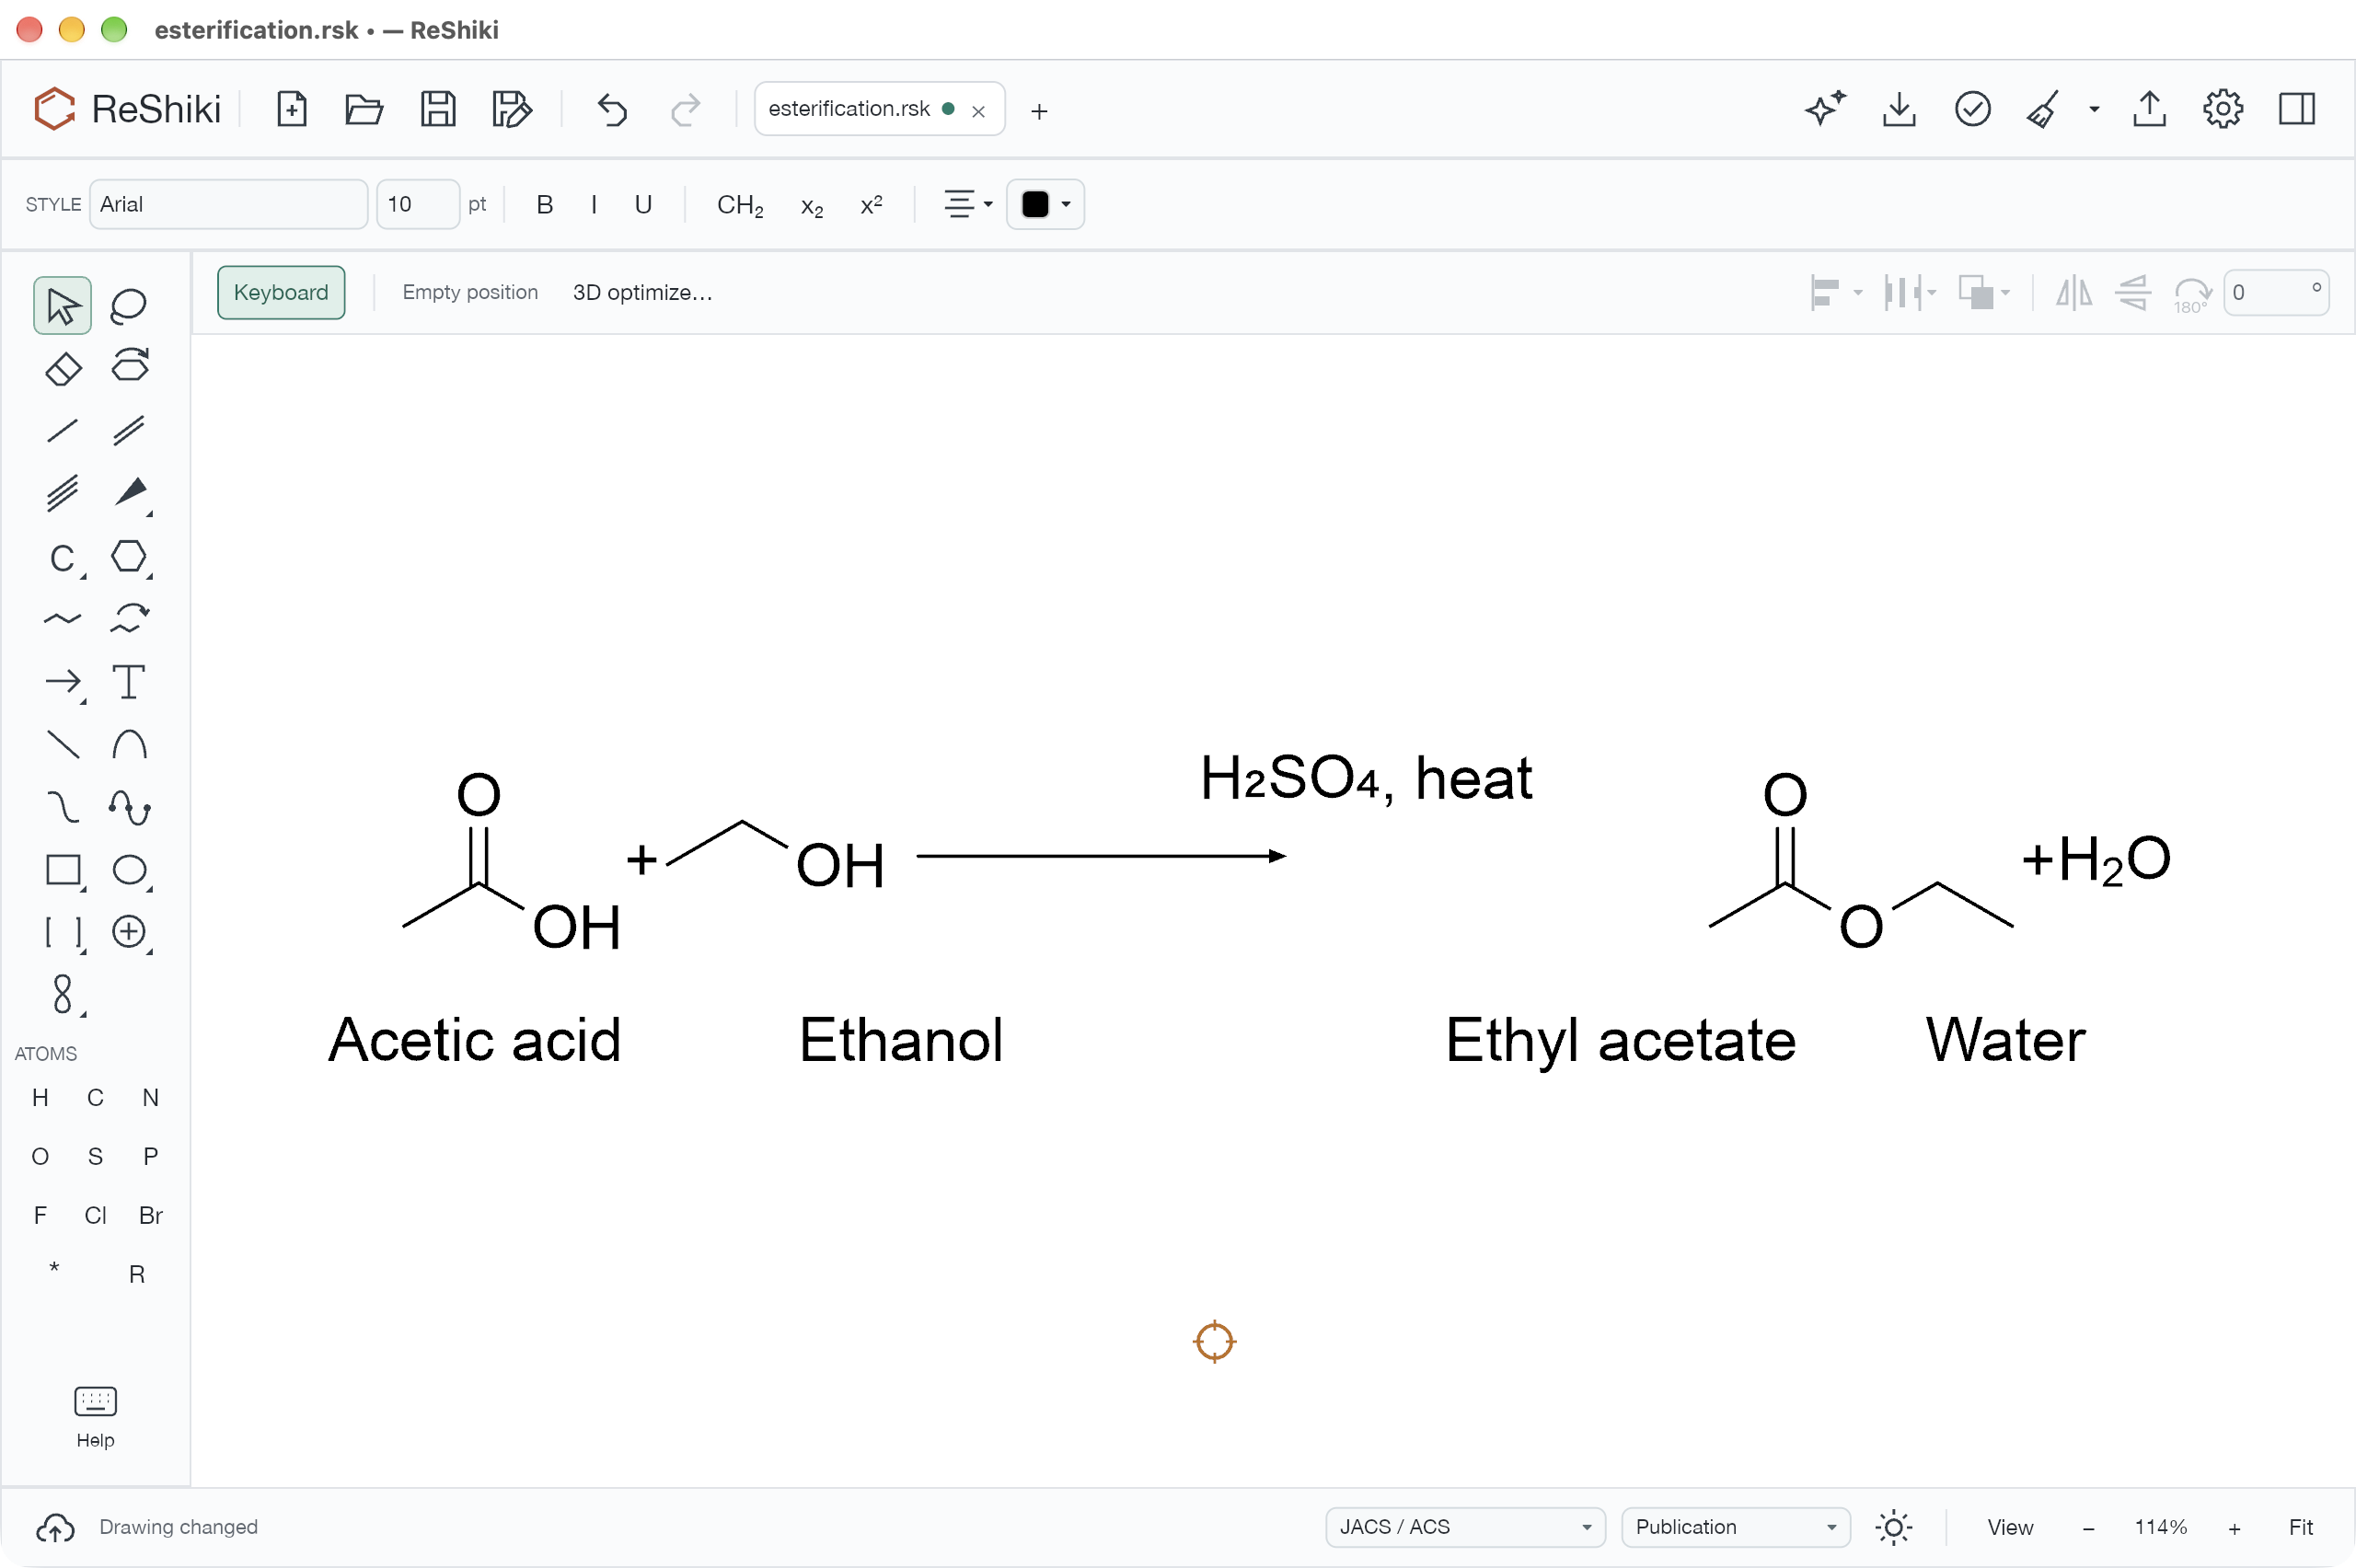 esterification.rsk • — ReShiki
ReShiki
esterification.rsk
STYLE Arial 10 pt B I U CH₂ x₂ x²
Keyboard Empty position 3D optimize... 180° 0 °
C
T
ATOMS
H C N
O S P
F Cl Br
* R
Help
H₂SO₄, heat
O
OH
+
OH
O
O
+H₂O
Acetic acid Ethanol Ethyl acetate Water
Drawing changed JACS / ACS Publication View − 114% + Fit